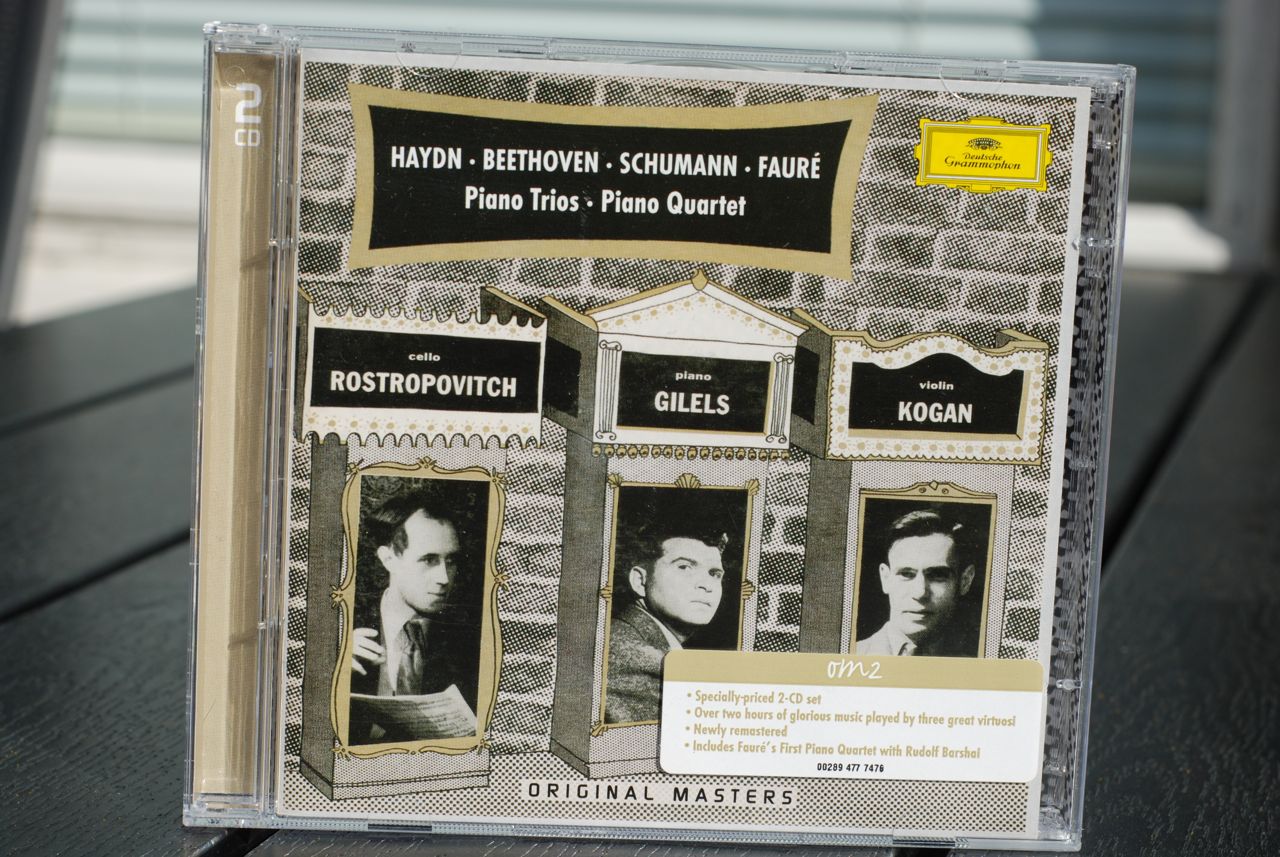 2
CD
HAYDN · BEETHOVEN · SCHUMANN · FAURÉ
Piano Trios · Piano Quartet
Deutsche
Grammophon
cello
ROSTROPOVITCH
piano
GILELS
violin
KOGAN
om2
• Specially-priced 2-CD set
• Over two hours of glorious music played by three great virtuosi
• Newly remastered
• Includes Fauré's First Piano Quartet with Rudolf Barshai
00289 477 7476
ORIGINAL MASTERS